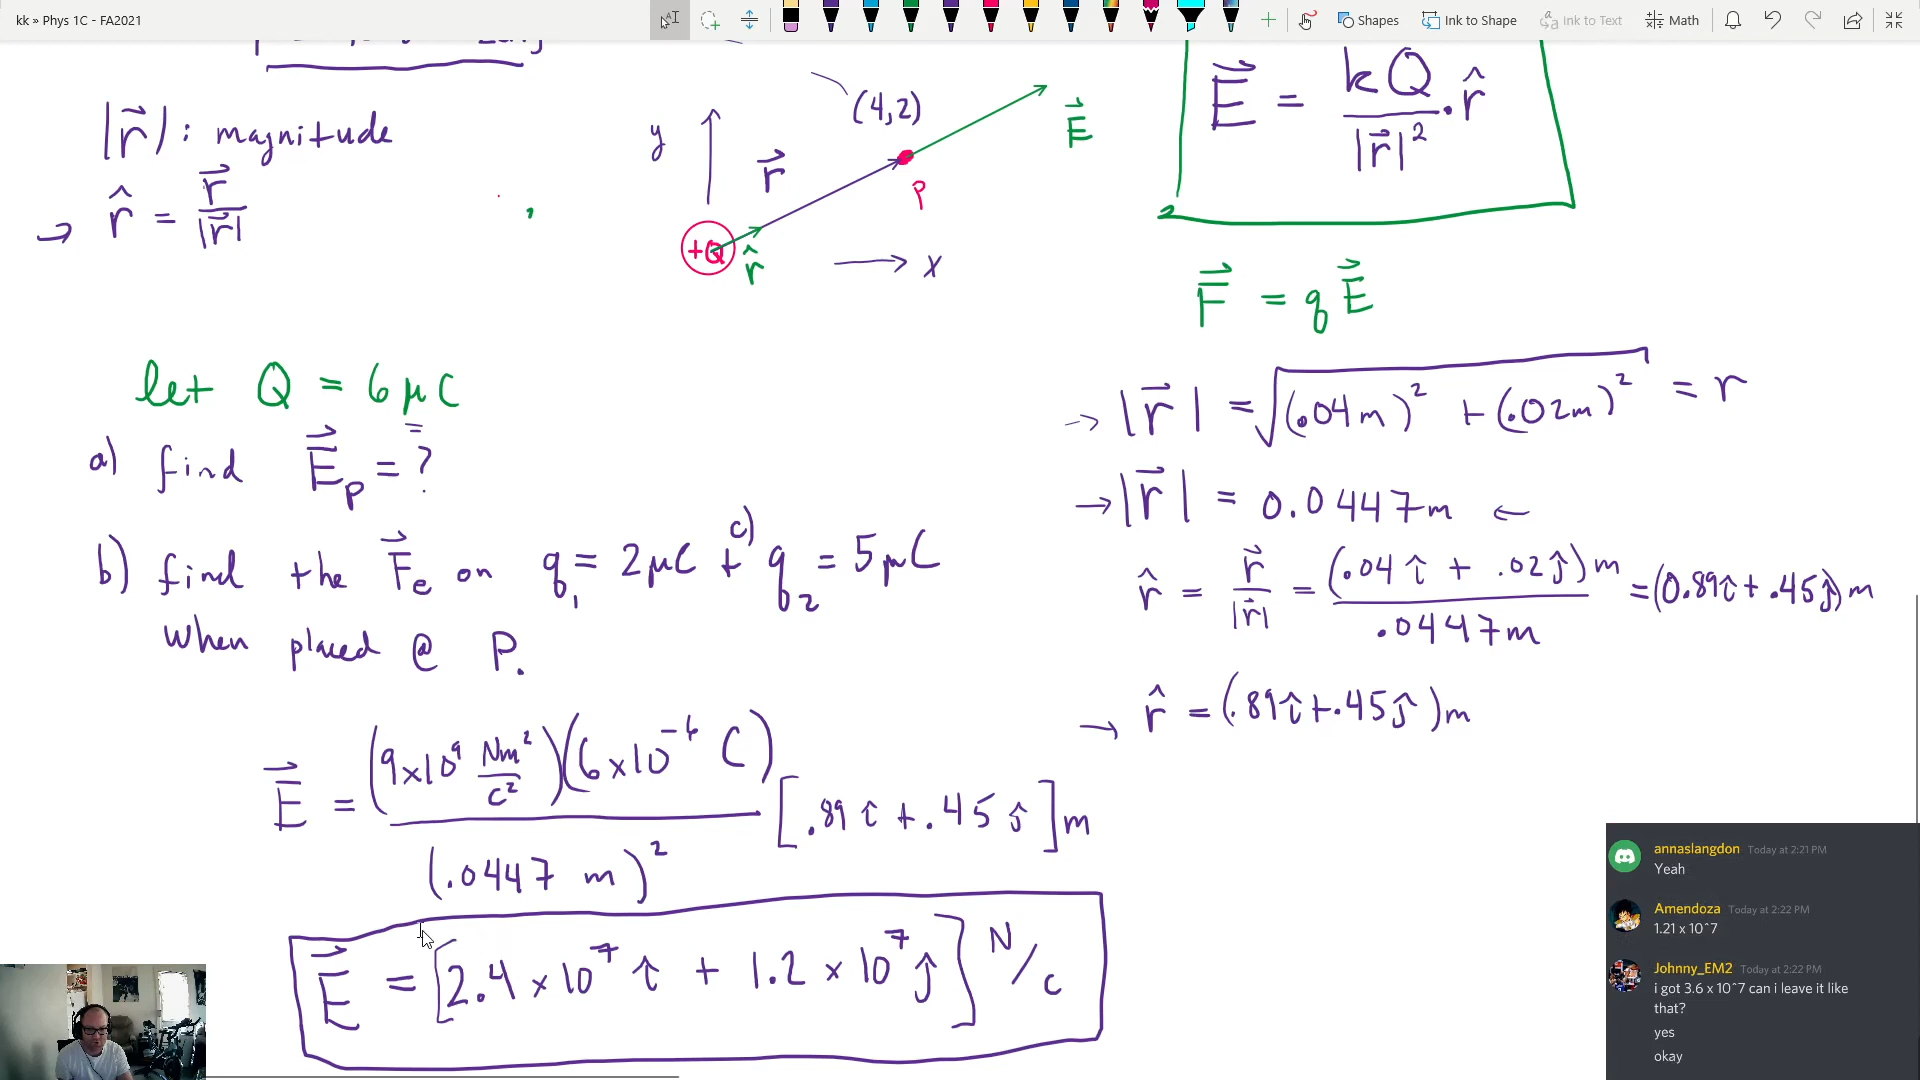 kk » Phys 1C - FA2021
Shapes
Ink to Shape
Ink to Text
Math
|r⃗| : magnitude
→ r̂ = r⃗ / |r⃗|
y
r⃗
(4,2)
E⃗
P
+Q
r̂
→ x
E⃗ = kQ / |r⃗|² · r̂
F⃗ = qE⃗
let Q = 6 μC
a) find E⃗p = ?
b) find the F⃗e on q₁ = 2μC + c) q₂ = 5μC
when placed @ P.
→ |r⃗| = √((.04m)² + (.02m)²) = r
→ |r⃗| = 0.0447m ←
r̂ = r⃗ / |r⃗| = (.04 î + .02 ĵ) m / .0447m = (0.89î + .45ĵ) m
→ r̂ = (.89î + .45ĵ) m
E⃗ = (9x10⁹ Nm²/C²)(6x10⁻⁶ C) / (.0447 m)² [.89 î + .45 ĵ] m
E⃗ = [2.4 x 10⁷ î + 1.2 x 10⁷ ĵ] N/C
annaslangdon Today at 2:21 PM
Yeah
Amendoza Today at 2:22 PM
1.21 x 10^7
Johnny_EM2 Today at 2:22 PM
i got 3.6 x 10^7 can i leave it like
that?
yes
okay